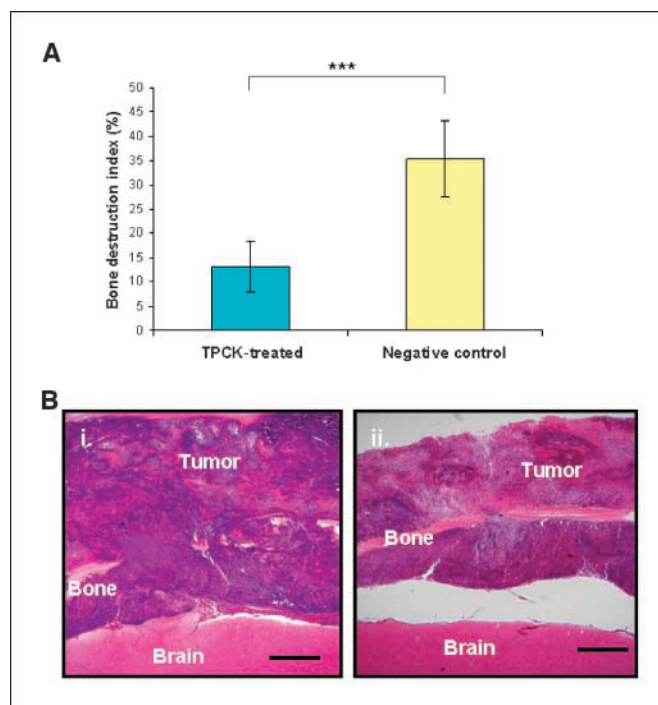 A
***
Bone destruction index (%)
50
45
40
35
30
25
20
15
10
5
0
TPCK-treated
Negative control
B
i.
Tumor
Bone
Brain
ii.
Tumor
Bone
Brain